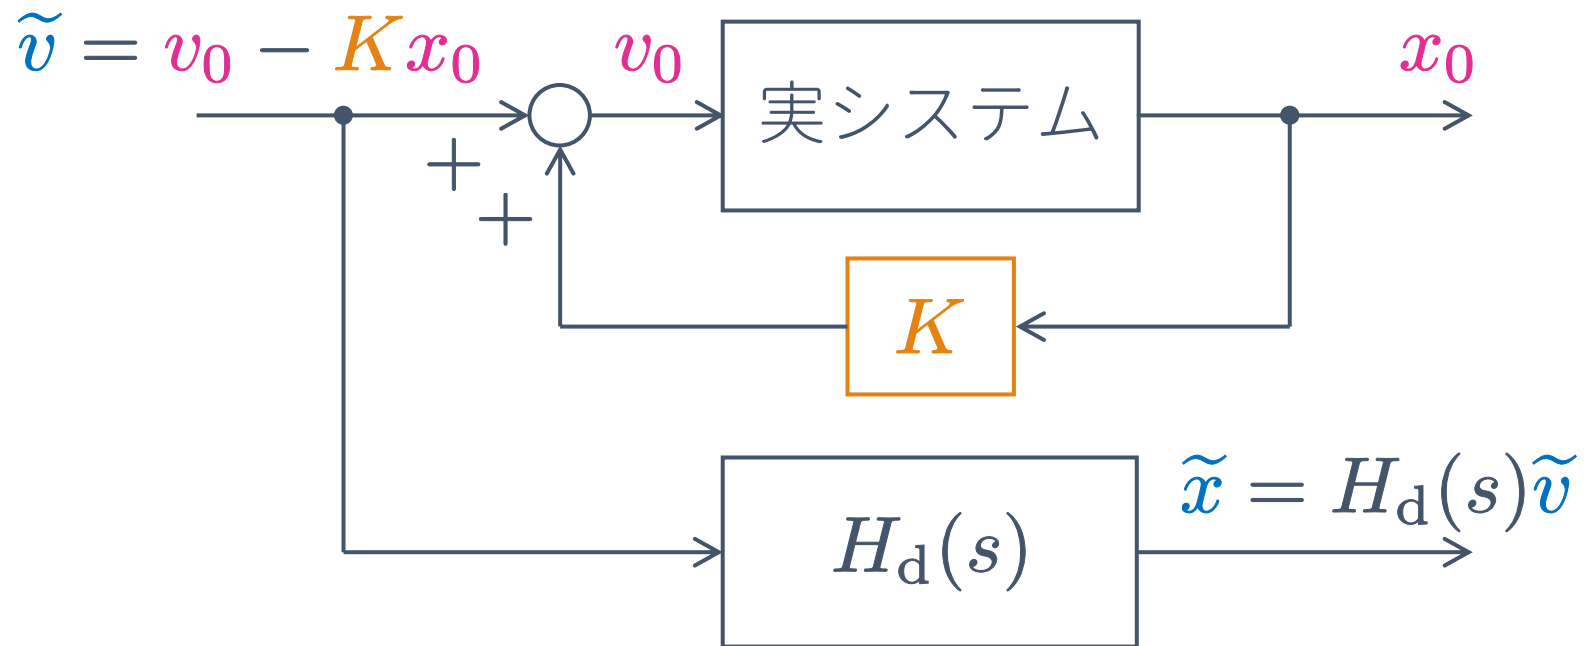 ṽ = v₀ − Kx₀
v₀
実システム
x₀
+
+
K
H_d(s)
x̃ = H_d(s)ṽ